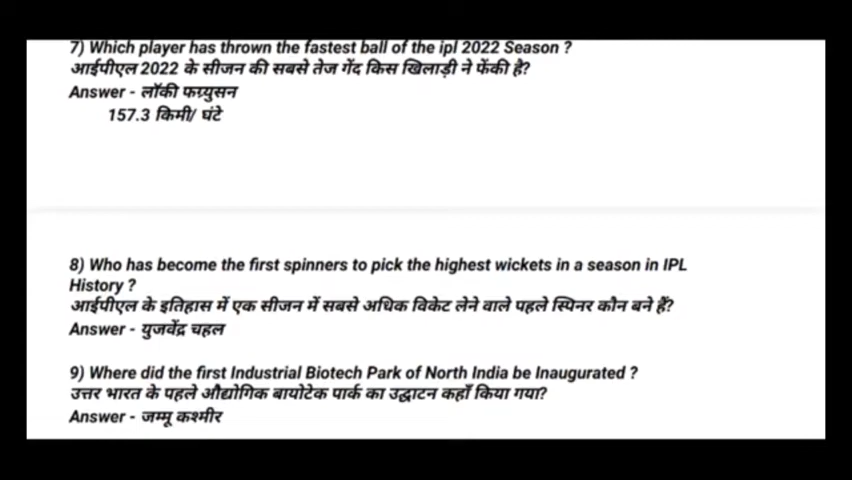 7) Which player has thrown the fastest ball of the ipl 2022 Season ?
आईपीएल 2022 के सीजन की सबसे तेज गेंद किस खिलाड़ी ने फेंकी है?
Answer - लॉकी फग्र्युसन
157.3 किमी/ घंटे
8) Who has become the first spinners to pick the highest wickets in a season in IPL
History ?
आईपीएल के इतिहास में एक सीजन में सबसे अधिक विकेट लेने वाले पहले स्पिनर कौन बने हैं?
Answer - युजवेंद्र चहल
9) Where did the first Industrial Biotech Park of North India be Inaugurated ?
उत्तर भारत के पहले औद्योगिक बायोटेक पार्क का उद्घाटन कहाँ किया गया?
Answer - जम्मू कश्मीर